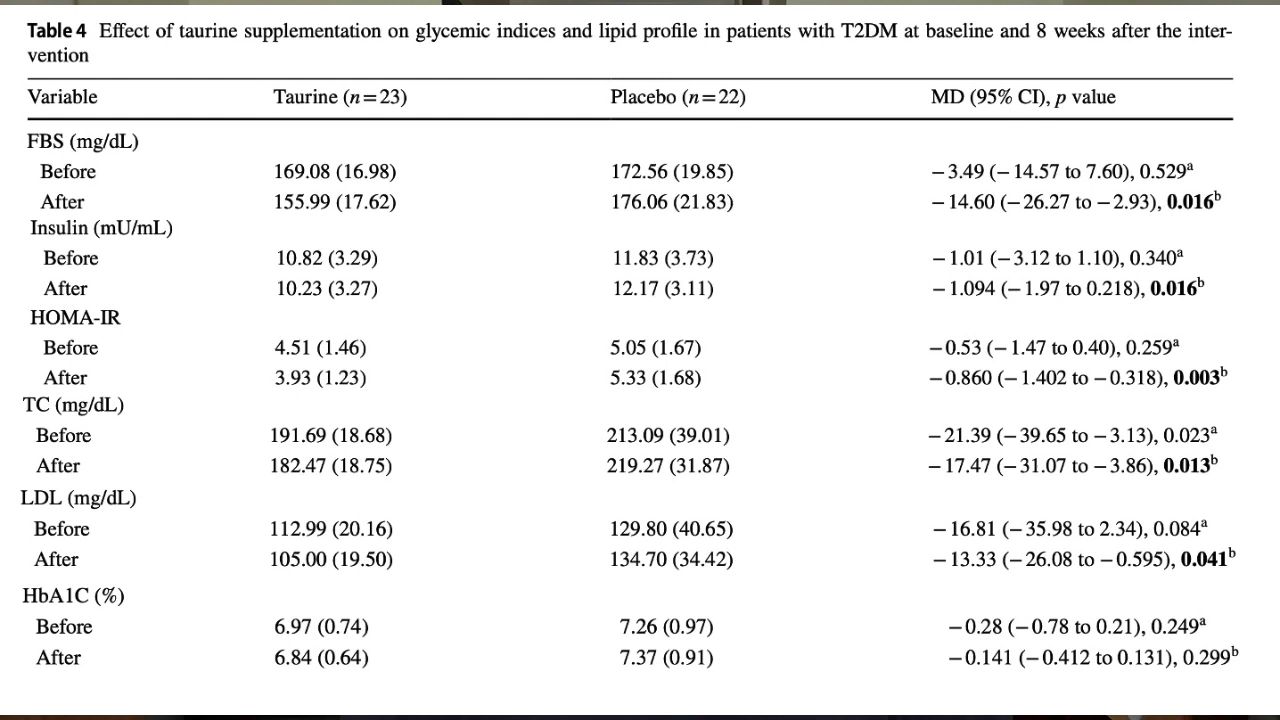 Table 4 Effect of taurine supplementation on glycemic indices and lipid profile in patients with T2DM at baseline and 8 weeks after the inter-
vention
Variable Taurine (n=23) Placebo (n=22) MD (95% CI), p value
FBS (mg/dL)
Before 169.08 (16.98) 172.56 (19.85) −3.49 (−14.57 to 7.60), 0.529ᵃ
After 155.99 (17.62) 176.06 (21.83) −14.60 (−26.27 to −2.93), 0.016ᵇ
Insulin (mU/mL)
Before 10.82 (3.29) 11.83 (3.73) −1.01 (−3.12 to 1.10), 0.340ᵃ
After 10.23 (3.27) 12.17 (3.11) −1.094 (−1.97 to 0.218), 0.016ᵇ
HOMA-IR
Before 4.51 (1.46) 5.05 (1.67) −0.53 (−1.47 to 0.40), 0.259ᵃ
After 3.93 (1.23) 5.33 (1.68) −0.860 (−1.402 to −0.318), 0.003ᵇ
TC (mg/dL)
Before 191.69 (18.68) 213.09 (39.01) −21.39 (−39.65 to −3.13), 0.023ᵃ
After 182.47 (18.75) 219.27 (31.87) −17.47 (−31.07 to −3.86), 0.013ᵇ
LDL (mg/dL)
Before 112.99 (20.16) 129.80 (40.65) −16.81 (−35.98 to 2.34), 0.084ᵃ
After 105.00 (19.50) 134.70 (34.42) −13.33 (−26.08 to −0.595), 0.041ᵇ
HbA1C (%)
Before 6.97 (0.74) 7.26 (0.97) −0.28 (−0.78 to 0.21), 0.249ᵃ
After 6.84 (0.64) 7.37 (0.91) −0.141 (−0.412 to 0.131), 0.299ᵇ